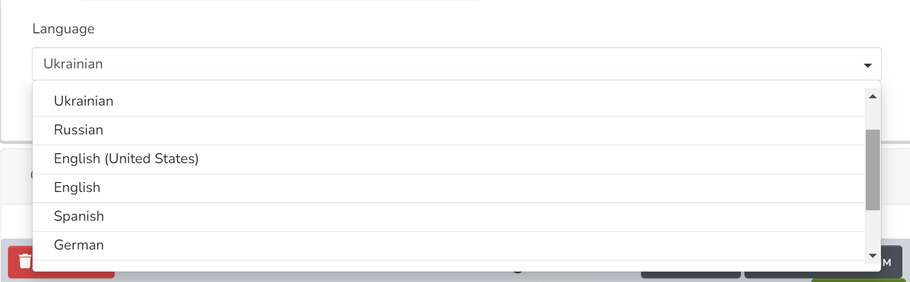 Language
Ukrainian
Ukrainian
Russian
English (United States)
English
Spanish
German
M